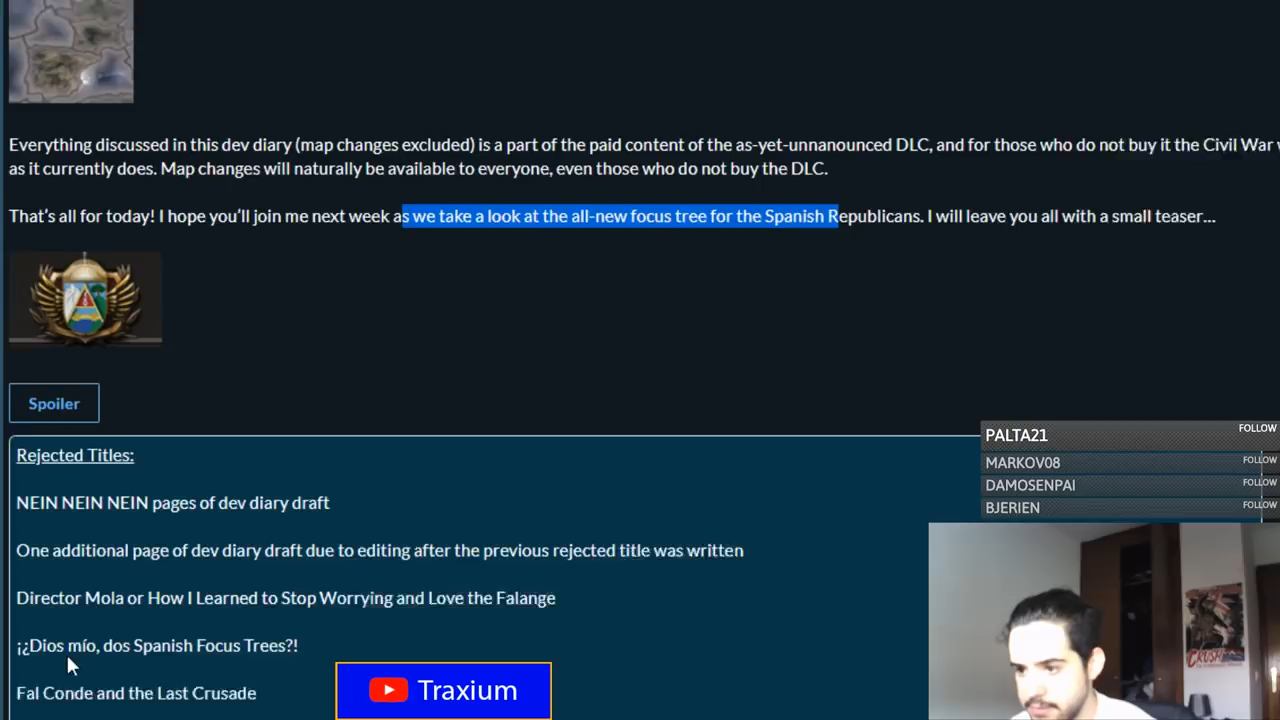 Everything discussed in this dev diary (map changes excluded) is a part of the paid content of the as-yet-unnanounced DLC, and for those who do not buy it the Civil War
as it currently does. Map changes will naturally be available to everyone, even those who do not buy the DLC.
That's all for today! I hope you'll join me next week as we take a look at the all-new focus tree for the Spanish Republicans. I will leave you all with a small teaser...
Spoiler
Rejected Titles:
NEIN NEIN NEIN pages of dev diary draft
One additional page of dev diary draft due to editing after the previous rejected title was written
Director Mola or How I Learned to Stop Worrying and Love the Falange
¡¿Dios mío, dos Spanish Focus Trees?!
Fal Conde and the Last Crusade
PALTA21 FOLLOW
MARKOV08 FOLLOW
DAMOSENPAI FOLLOW
BJERIEN FOLLOW
Traxium